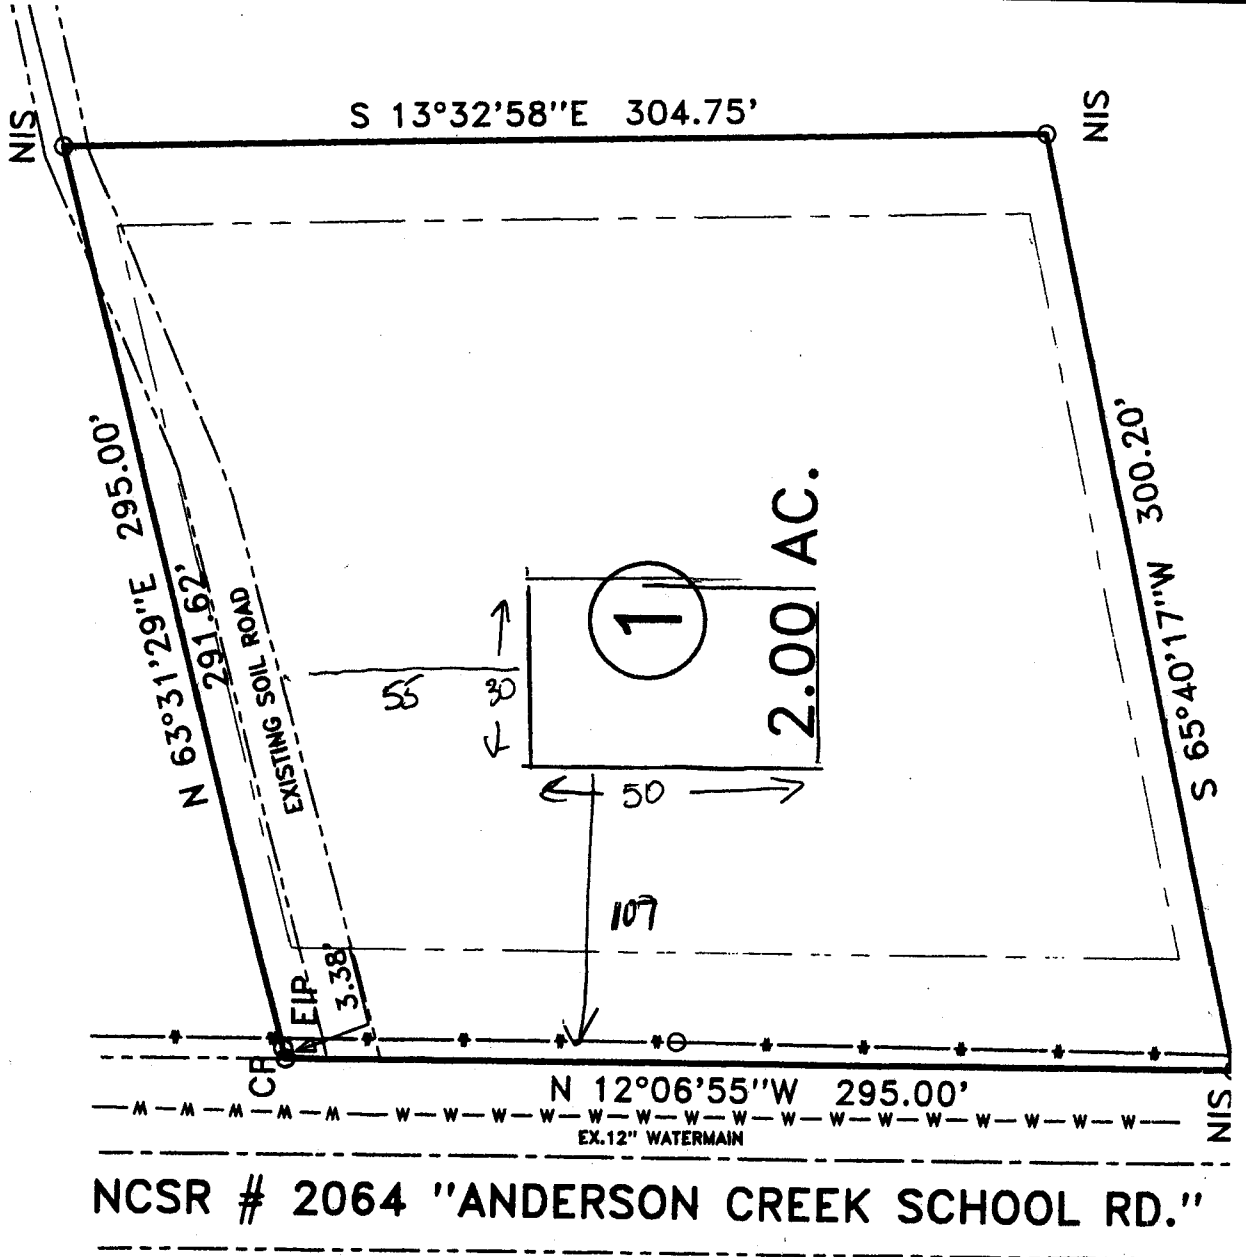 S 13°32'58"E 304.75'
NIS
NIS
N 63°31'29"E 295.00'
291.62'
EXISTING SOIL ROAD
S 65°40'17"W 300.20'
1
2.00 AC.
55
30
50
107
EIP
3.38'
CP
N 12°06'55"W 295.00'
NIS
W W W W W W W W W W W W W W W W W
EX.12" WATERMAIN
NCSR # 2064 "ANDERSON CREEK SCHOOL RD."